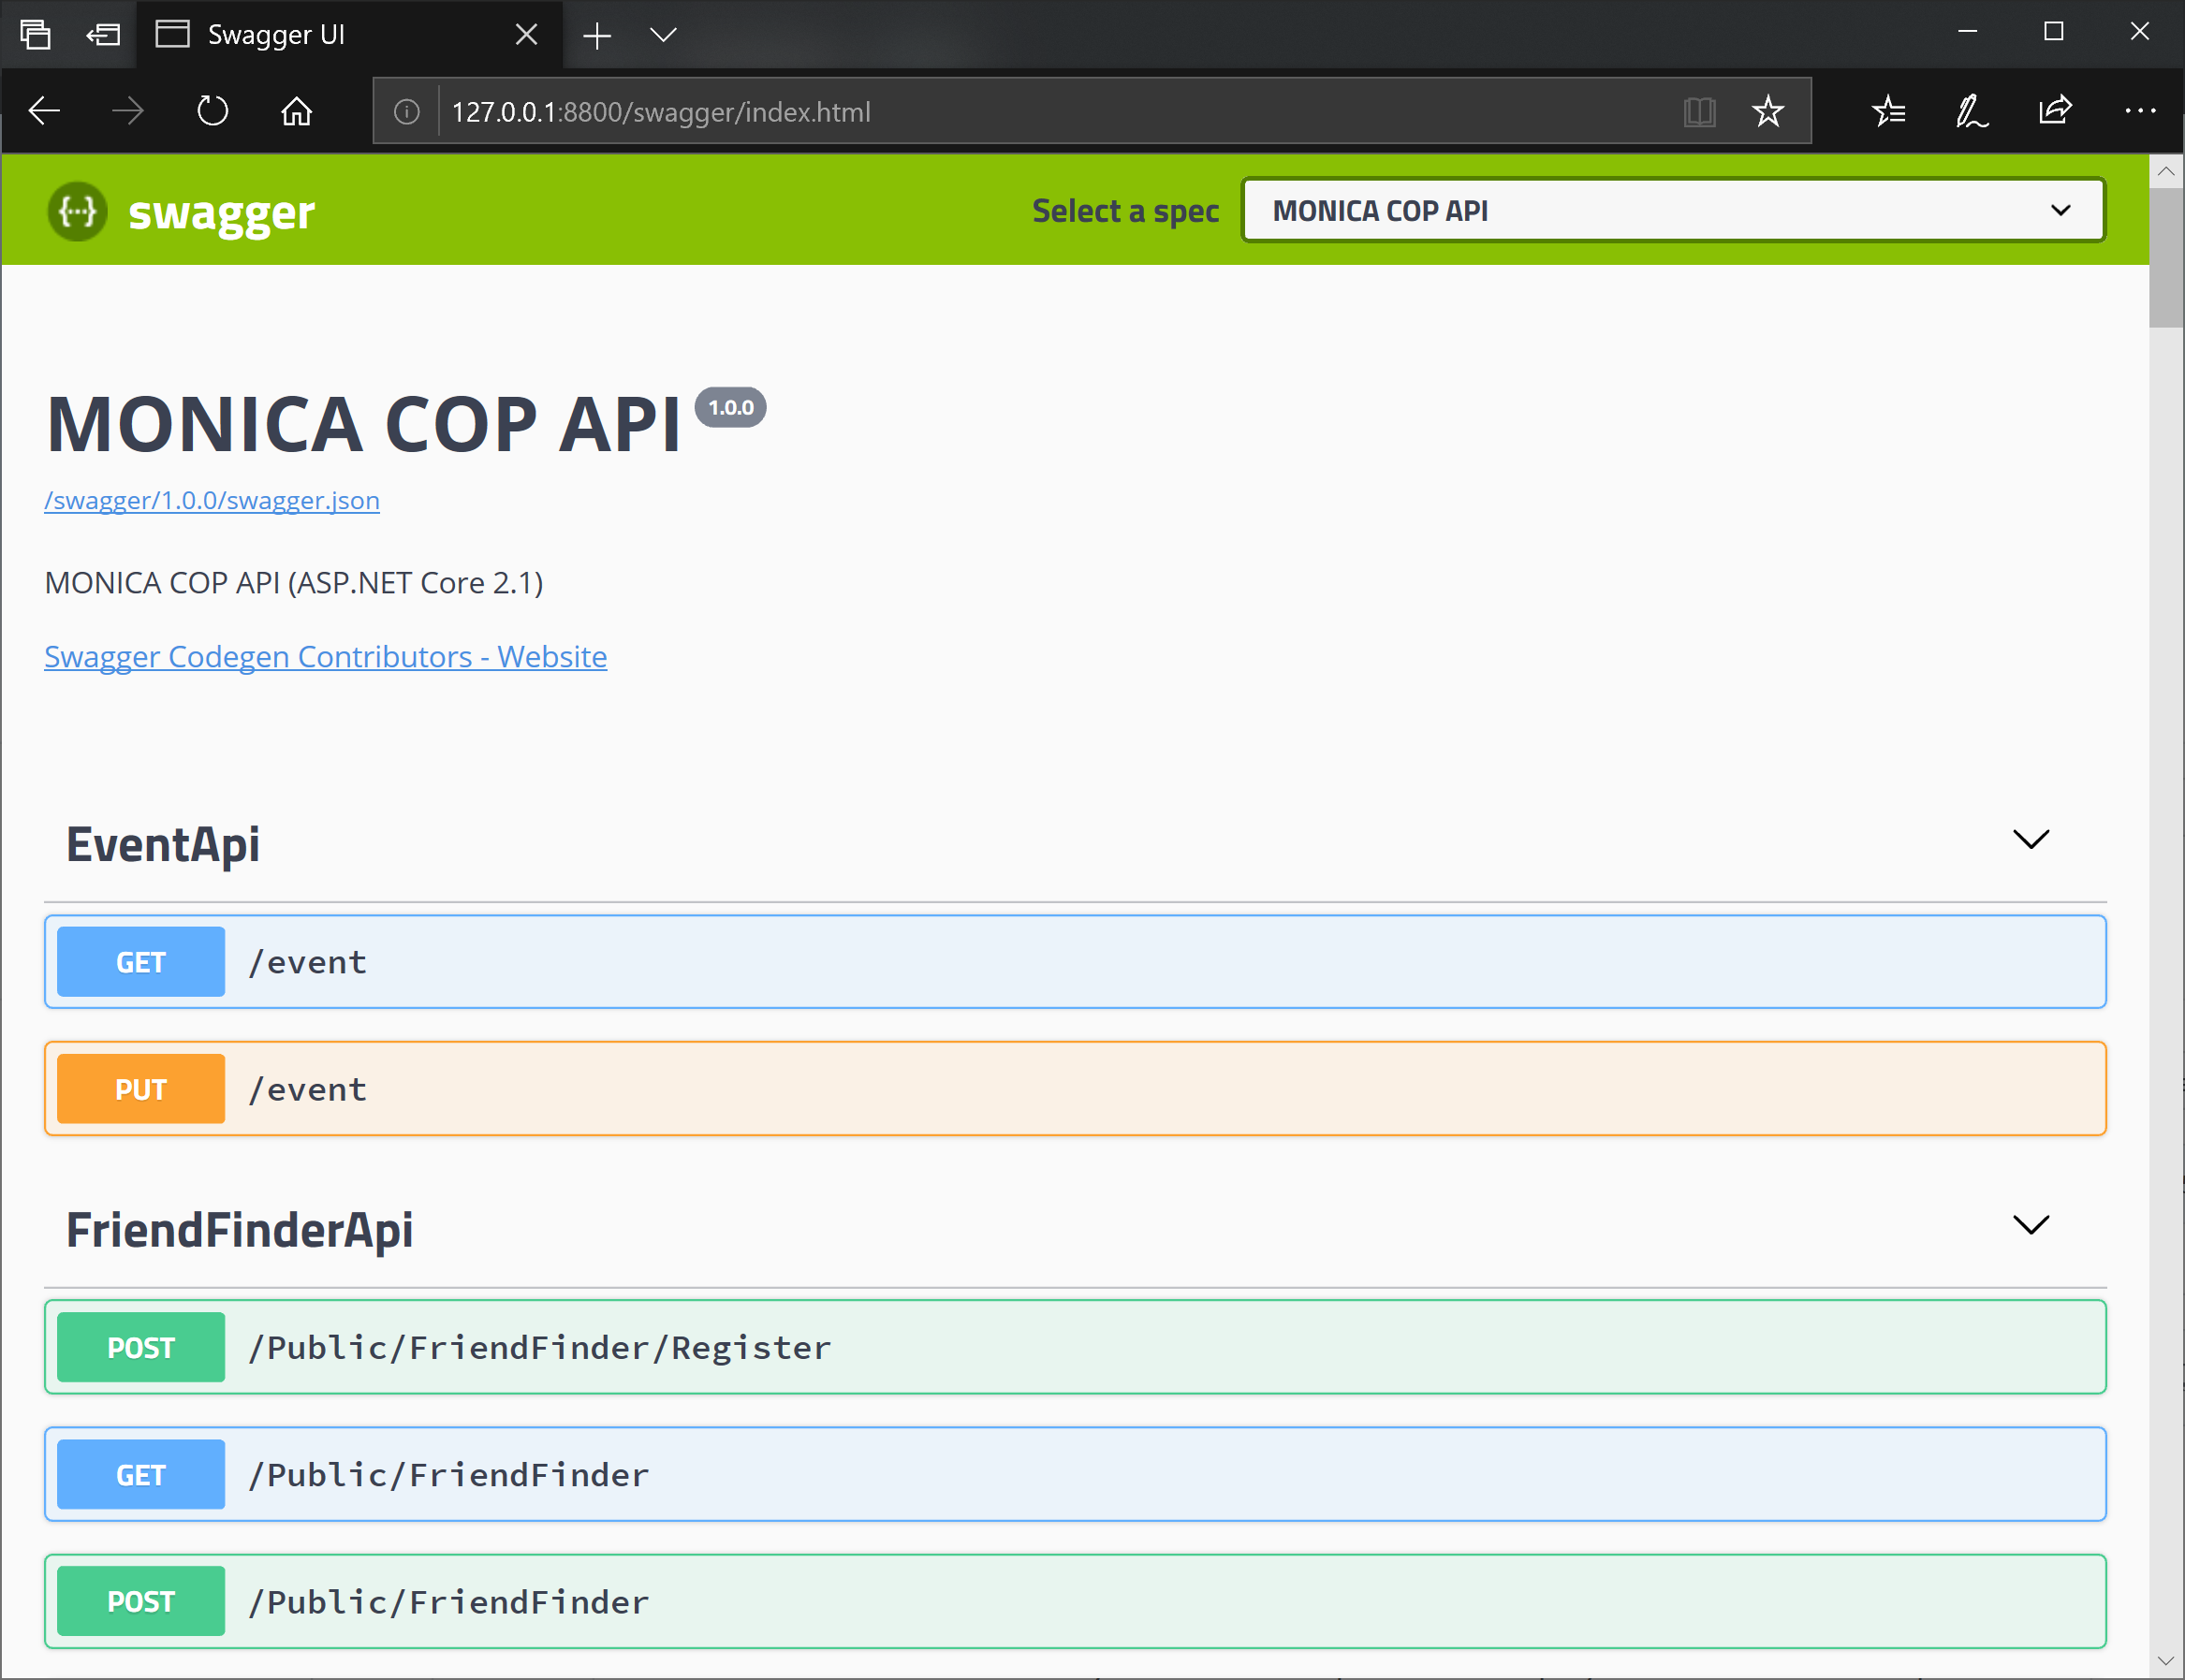 Swagger UI
127.0.0.1:8800/swagger/index.html
{...} swagger
Select a spec
MONICA COP API
MONICA COP API 1.0.0
/swagger/1.0.0/swagger.json
MONICA COP API (ASP.NET Core 2.1)
Swagger Codegen Contributors - Website
EventApi
GET /event
PUT /event
FriendFinderApi
POST /Public/FriendFinder/Register
GET /Public/FriendFinder
POST /Public/FriendFinder